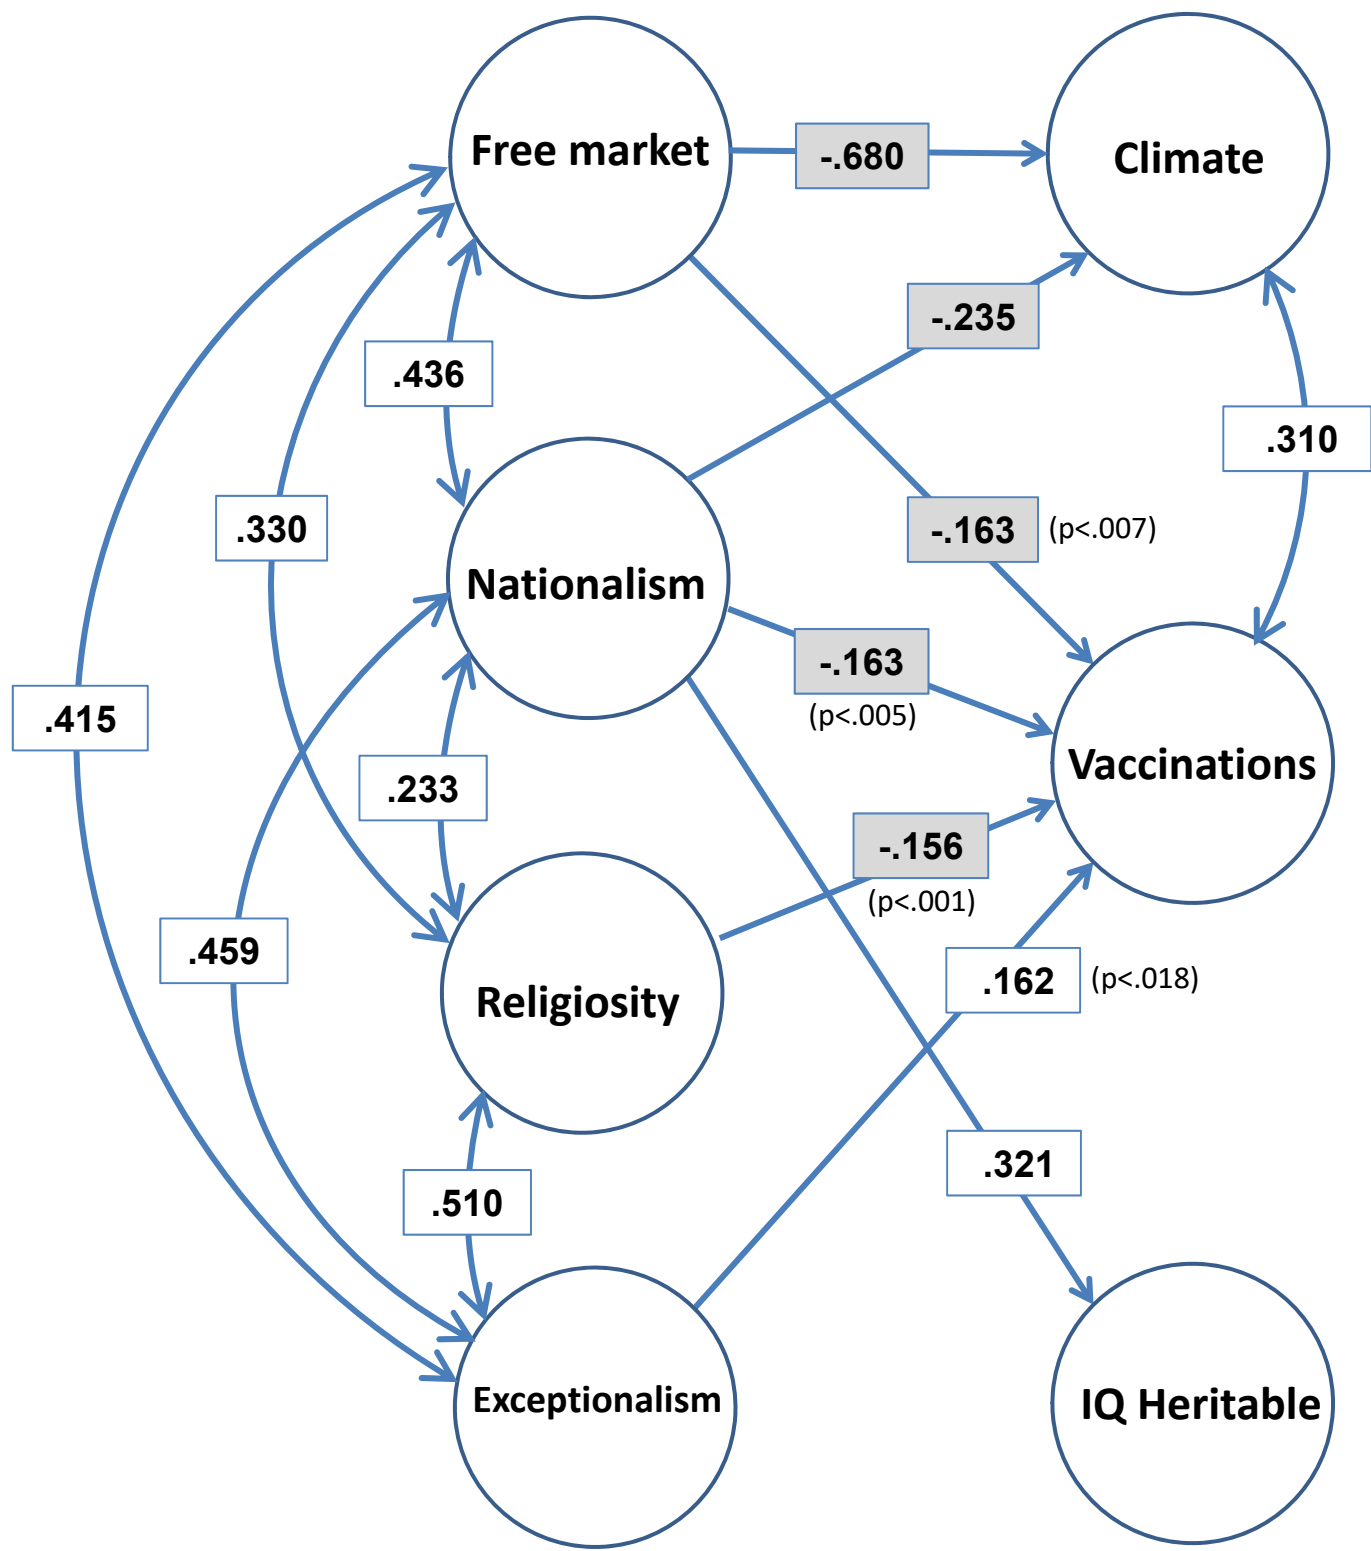 Free market
-.680
Climate
-.235
.436
.310
.330
-.163 (p<.007)
Nationalism
-.163
(p<.005)
.415
.233
Vaccinations
-.156
(p<.001)
.459
.162 (p<.018)
Religiosity
.510
.321
Exceptionalism
IQ Heritable